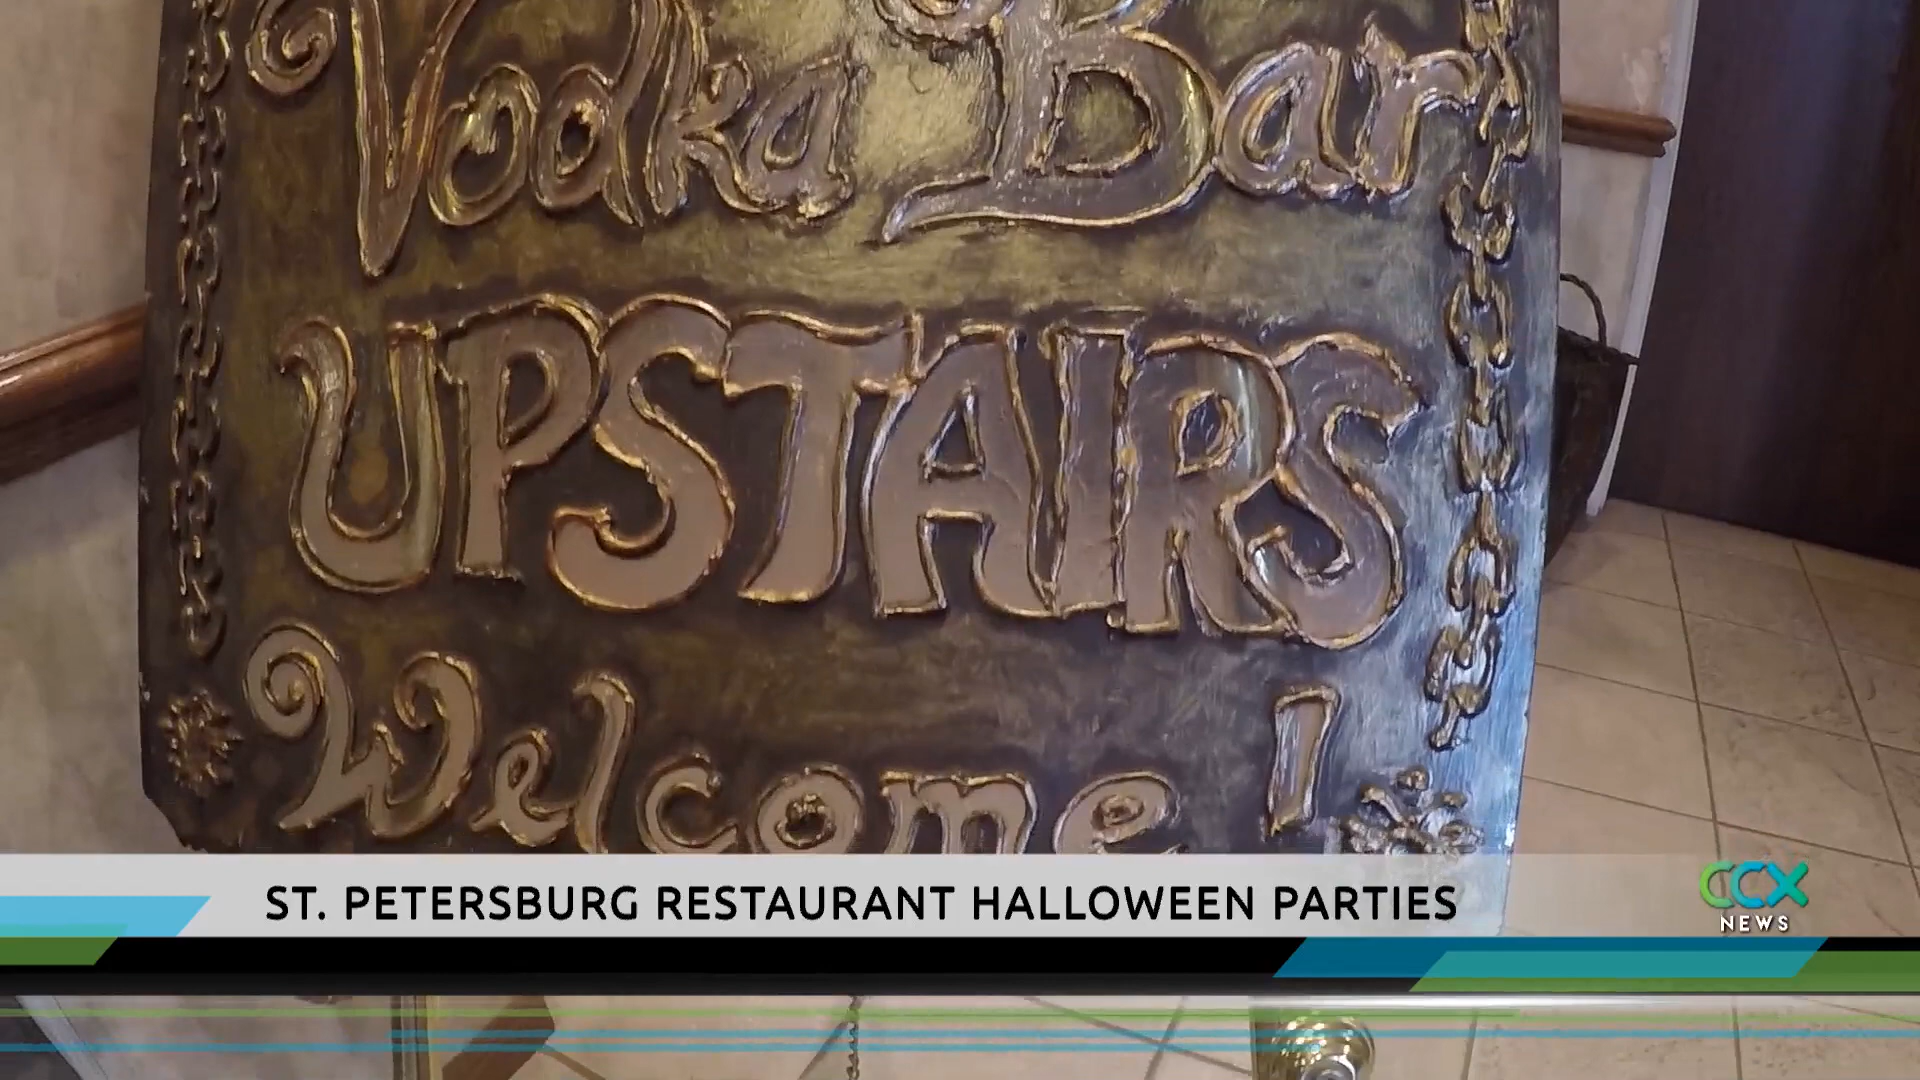 Vodka Bar
UPSTAIRS
Welcome!
ST. PETERSBURG RESTAURANT HALLOWEEN PARTIES
CCX
NEWS